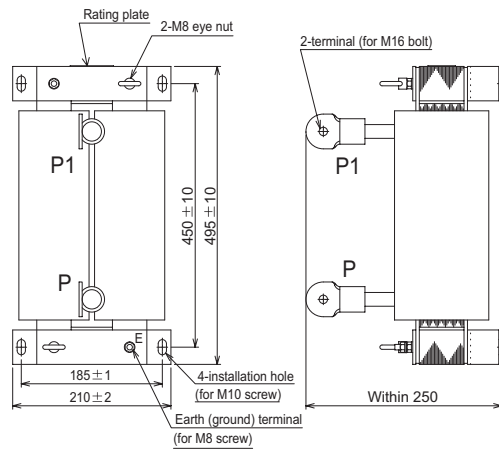 Rating plate
2-M8 eye nut
2-terminal (for M16 bolt)
P1
P1
450±10
495±10
P
P
E
185±1
4-installation hole
(for M10 screw)
210±2
Within 250
Earth (ground) terminal
(for M8 screw)